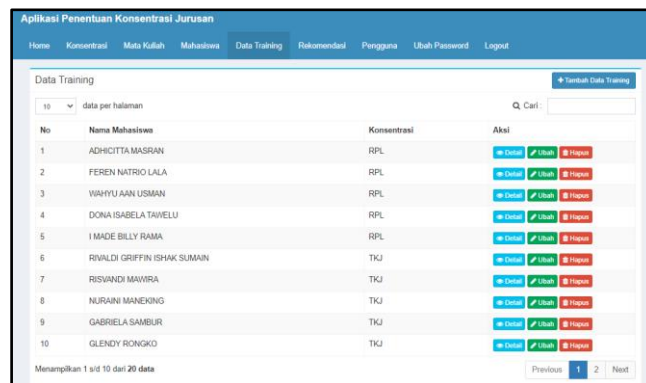 Aplikasi Penentuan Konsentrasi Jurusan
Home Konsentrasi Mata Kuliah Mahasiswa Data Training Rekomendasi Pengguna Ubah Password Logout
Data Training
+ Tambah Data Training
10 data per halaman Cari :
No Nama Mahasiswa Konsentrasi Aksi
1 ADHICITTA MASRAN RPL Detail Ubah Hapus
2 FEREN NATRIO LALA RPL Detail Ubah Hapus
3 WAHYU AAN USMAN RPL Detail Ubah Hapus
4 DONA ISABELA TAWELU RPL Detail Ubah Hapus
5 I MADE BILLY RAMA RPL Detail Ubah Hapus
6 RIVALDI GRIFFIN ISHAK SUMAIN TKJ Detail Ubah Hapus
7 RISVANDI MAWIRA TKJ Detail Ubah Hapus
8 NURAINI MANEKING TKJ Detail Ubah Hapus
9 GABRIELA SAMBUR TKJ Detail Ubah Hapus
10 GLENDY RONGKO TKJ Detail Ubah Hapus
Menampilkan 1 s/d 10 dari 20 data Previous 1 2 Next